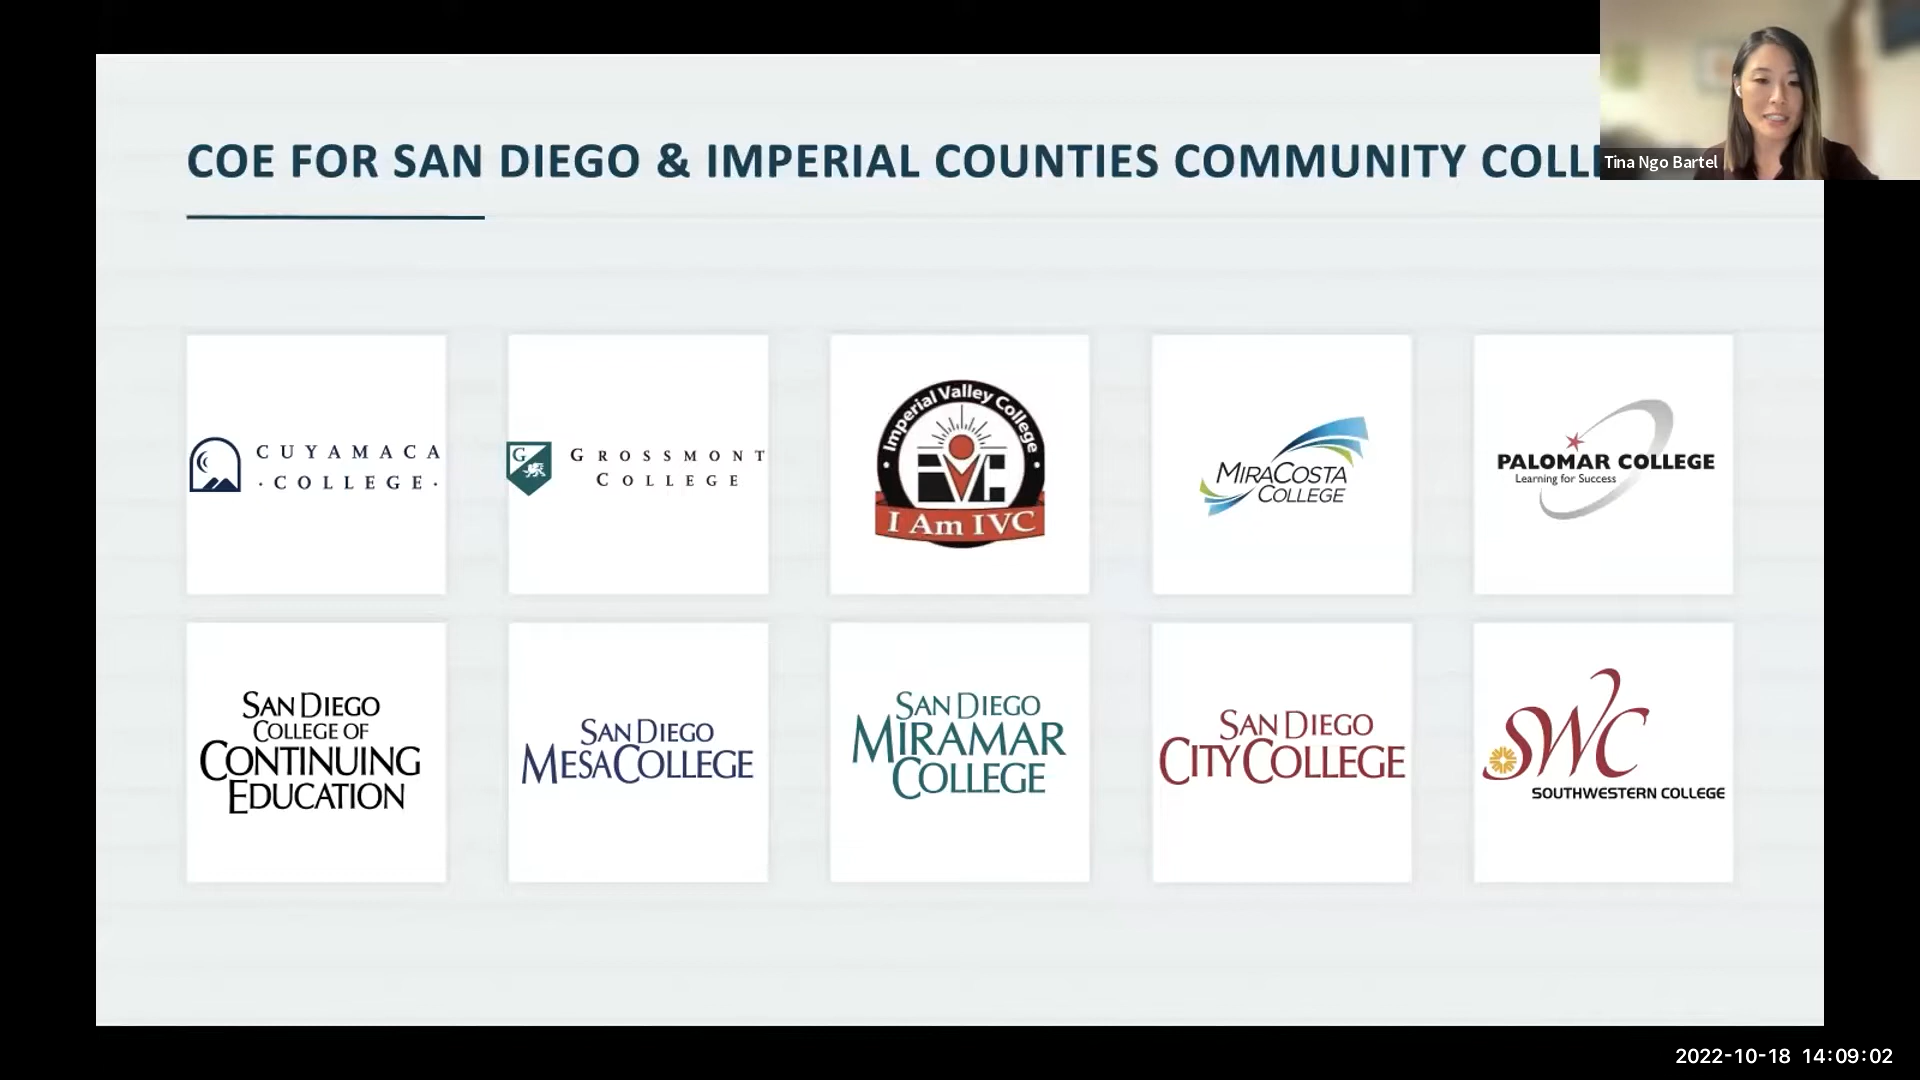 COE FOR SAN DIEGO & IMPERIAL COUNTIES COMMUNITY
Tina Ngo Bartel
CUYAMACA
·COLLEGE·
G
GROSSMONT
COLLEGE
Imperial Valley College
IVC
I Am IVC
MIRACOSTA
COLLEGE
PALOMAR COLLEGE
Learning for Success
SAN DIEGO
COLLEGE OF
CONTINUING
EDUCATION
SAN DIEGO
MESA COLLEGE
SAN DIEGO
MIRAMAR
COLLEGE
SAN DIEGO
CITY COLLEGE
SWC
SOUTHWESTERN COLLEGE
2022-10-18 14:09:02